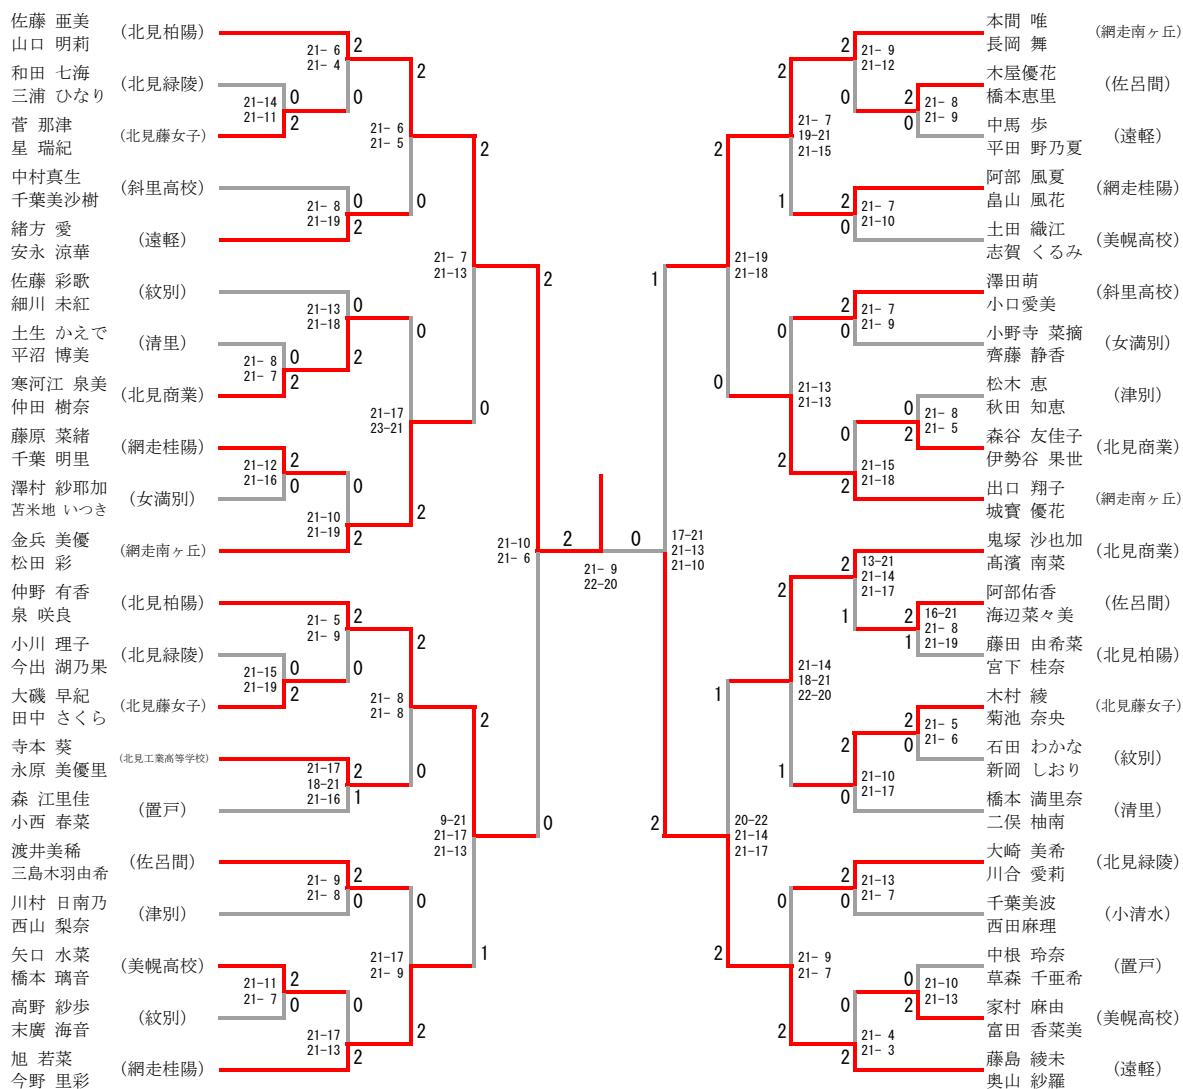 佐藤 亜美
山口 明莉
(北見柏陽)
和田 七海
三浦 ひなり
(北見緑陵)
菅 那津
星 瑞紀
(北見藤女子)
中村真生
千葉美沙樹
(斜里高校)
緒方 愛
安永 涼華
(遠軽)
佐藤 彩歌
細川 未紅
(紋別)
土生 かえで
平沼 博美
(清里)
寒河江 泉美
仲田 樹奈
(北見商業)
藤原 菜緒
千葉 明里
(網走桂陽)
澤村 紗耶加
苫米地 いつき
(女満別)
金兵 美優
松田 彩
(網走南ヶ丘)
仲野 有香
泉 咲良
(北見柏陽)
小川 理子
今出 湖乃果
(北見緑陵)
大磯 早紀
田中 さくら
(北見藤女子)
寺本 葵
永原 美優里
(北見工業高等学校)
森 江里佳
小西 春菜
(置戸)
渡井美稀
三島木羽由希
(佐呂間)
川村 日南乃
西山 梨奈
(津別)
矢口 水菜
橋本 璃音
(美幌高校)
高野 紗歩
末廣 海音
(紋別)
旭 若菜
今野 里彩
(網走桂陽)
21- 6
21- 4
2
0
21-14
21-11
0
2
21- 6
21- 5
2
0
21- 8
21-19
0
2
21- 7
21-13
2
0
21-13
21-18
0
2
21- 8
21- 7
0
2
21-17
23-21
0
2
21-12
21-16
2
0
21-10
21-19
0
2
21-10
21- 6
2
0
21- 5
21- 9
2
0
21-15
21-19
0
2
21- 8
21- 8
2
0
21-17
18-21
21-16
2
1
9-21
21-17
21-13
2
1
21- 9
21- 8
2
0
21-17
21- 9
0
2
21-11
21- 7
2
0
21-17
21-13
0
2
2
0
21- 9
22-20
本間 唯
長岡 舞
(網走南ヶ丘)
木屋優花
橋本恵里
(佐呂間)
中馬 歩
平田 野乃夏
(遠軽)
阿部 風夏
畠山 風花
(網走桂陽)
土田 織江
志賀 くるみ
(美幌高校)
澤田萌
小口愛美
(斜里高校)
小野寺 菜摘
齊藤 静香
(女満別)
松木 恵
秋田 知恵
(津別)
森谷 友佳子
伊勢谷 果世
(北見商業)
出口 翔子
城寳 優花
(網走南ヶ丘)
鬼塚 沙也加
髙濱 南菜
(北見商業)
阿部佑香
海辺菜々美
(佐呂間)
藤田 由希菜
宮下 桂奈
(北見柏陽)
木村 綾
菊池 奈央
(北見藤女子)
石田 わかな
新岡 しおり
(紋別)
橋本 満里奈
二俣 柚南
(清里)
大崎 美希
川合 愛莉
(北見緑陵)
千葉美波
西田麻理
(小清水)
中根 玲奈
草森 千亜希
(置戸)
家村 麻由
富田 香菜美
(美幌高校)
藤島 綾未
奥山 紗羅
(遠軽)
2
0
21- 9
21-12
2
0
21- 8
21- 9
2
1
21- 7
19-21
21-15
2
0
21- 7
21-10
2
0
21-19
21-18
2
0
21- 7
21- 9
0
2
21-13
21-13
0
2
21- 8
21- 5
0
2
21-15
21-18
1
2
17-21
21-13
21-10
2
1
13-21
21-14
21-17
2
1
16-21
21- 8
21-19
2
1
21-14
18-21
22-20
2
0
21- 5
21- 6
2
0
21-10
21-17
1
2
20-22
21-14
21-17
2
0
21-13
21- 7
0
2
21- 9
21- 7
0
2
21-10
21-13
0
2
21- 4
21- 3